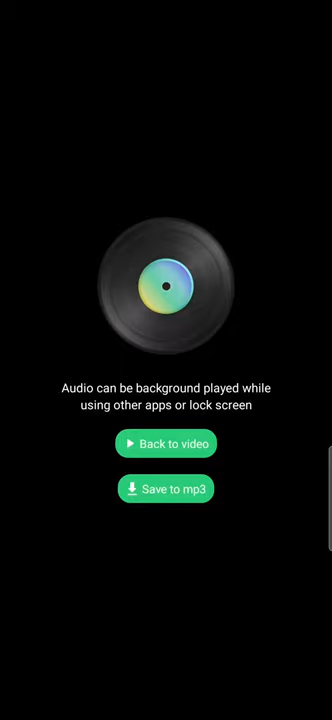 Audio can be background played while
using other apps or lock screen
Back to video
Save to mp3